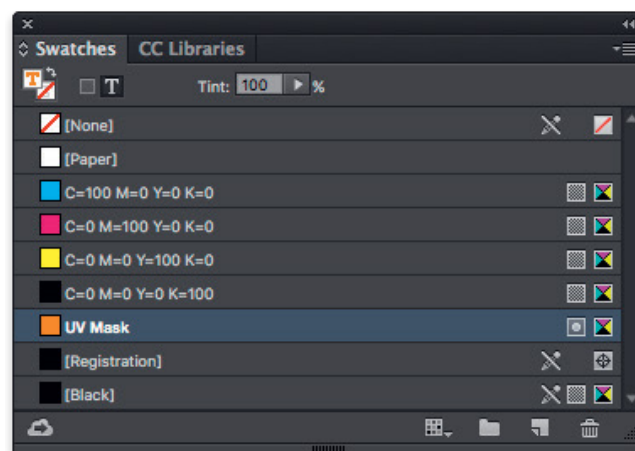 Swatches CC Libraries
T T Tint: 100 %
[None]
[Paper]
C=100 M=0 Y=0 K=0
C=0 M=100 Y=0 K=0
C=0 M=0 Y=100 K=0
C=0 M=0 Y=0 K=100
UV Mask
[Registration]
[Black]